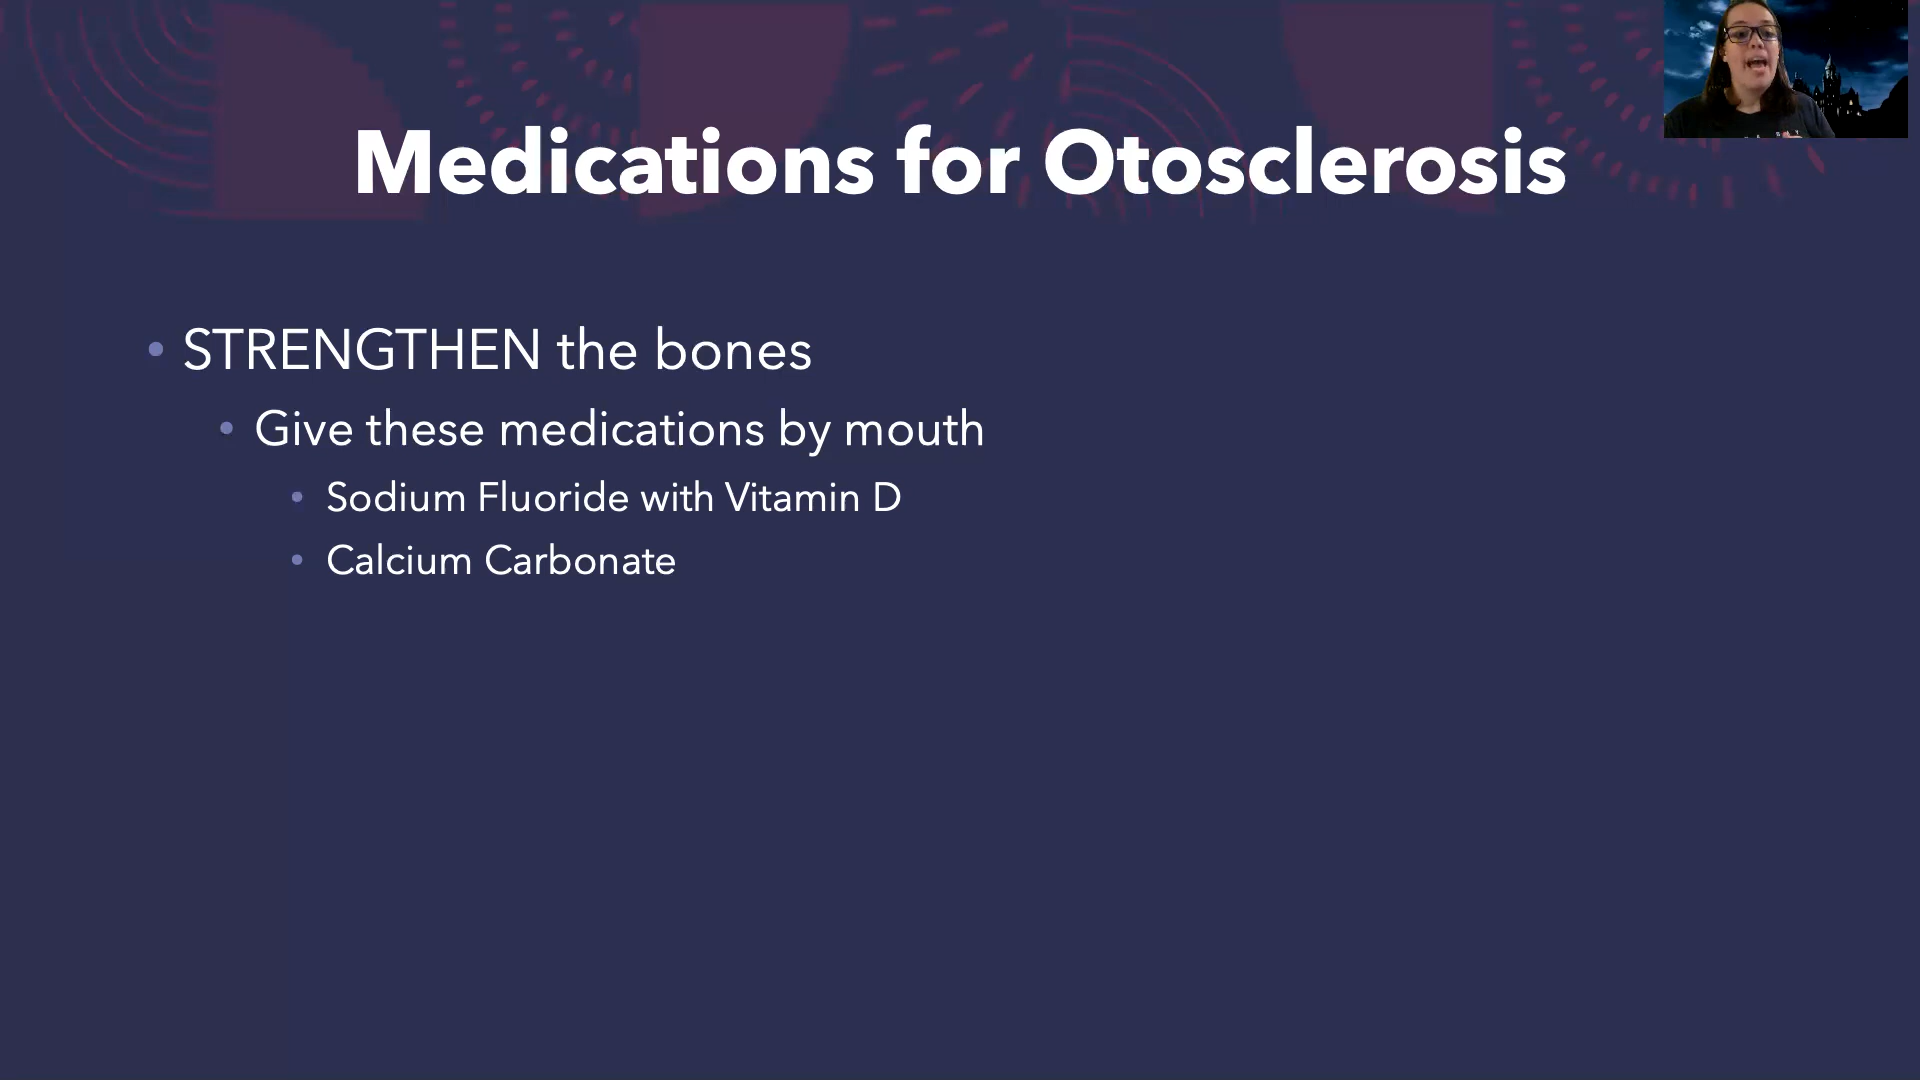 Medications for Otosclerosis
• STRENGTHEN the bones
• Give these medications by mouth
• Sodium Fluoride with Vitamin D
• Calcium Carbonate